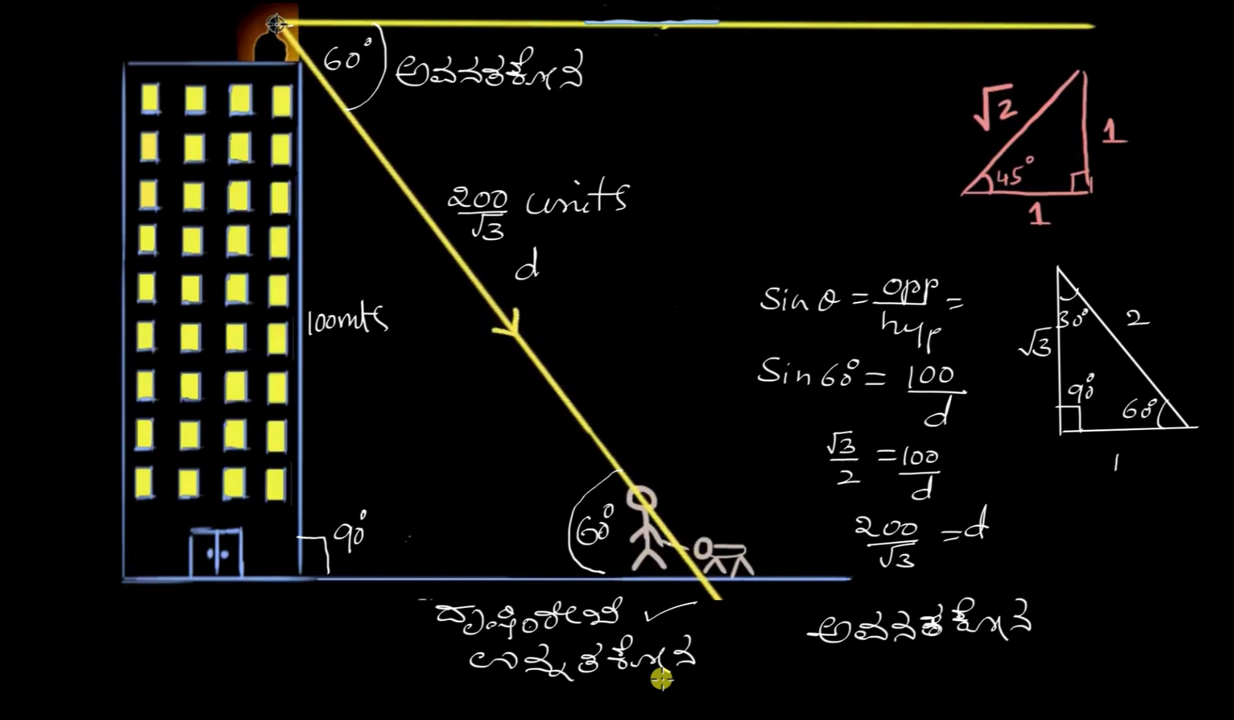 60° ಅವನತಕೋನ
200/√3 units
d
100mts
90°
60°
ದೃಷ್ಟಿರೇಖೆ ✓
ಉನ್ನತಕೋನ
√2
1
45°
1
Sin θ = opp/hyp =
Sin 60° = 100/d
√3/2 = 100/d
200/√3 = d
30°
2
√3
90°
60°
1
ಅವನತಕೋನ